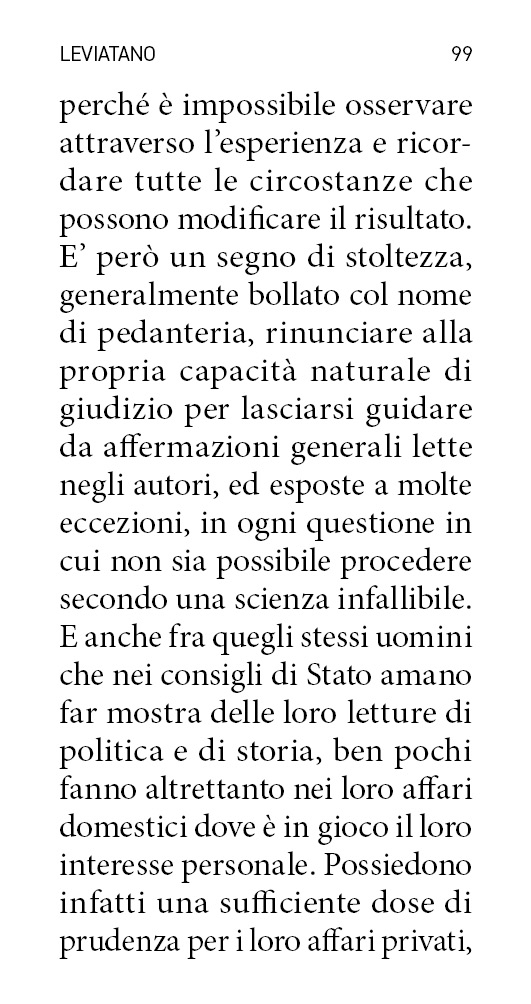 LEVIATANO 99
perché è impossibile osservare
attraverso l’esperienza e ricor-
dare tutte le circostanze che
possono modificare il risultato.
E’ però un segno di stoltezza,
generalmente bollato col nome
di pedanteria, rinunciare alla
propria capacità naturale di
giudizio per lasciarsi guidare
da affermazioni generali lette
negli autori, ed esposte a molte
eccezioni, in ogni questione in
cui non sia possibile procedere
secondo una scienza infallibile.
E anche fra quegli stessi uomini
che nei consigli di Stato amano
far mostra delle loro letture di
politica e di storia, ben pochi
fanno altrettanto nei loro affari
domestici dove è in gioco il loro
interesse personale. Possiedono
infatti una sufficiente dose di
prudenza per i loro affari privati,